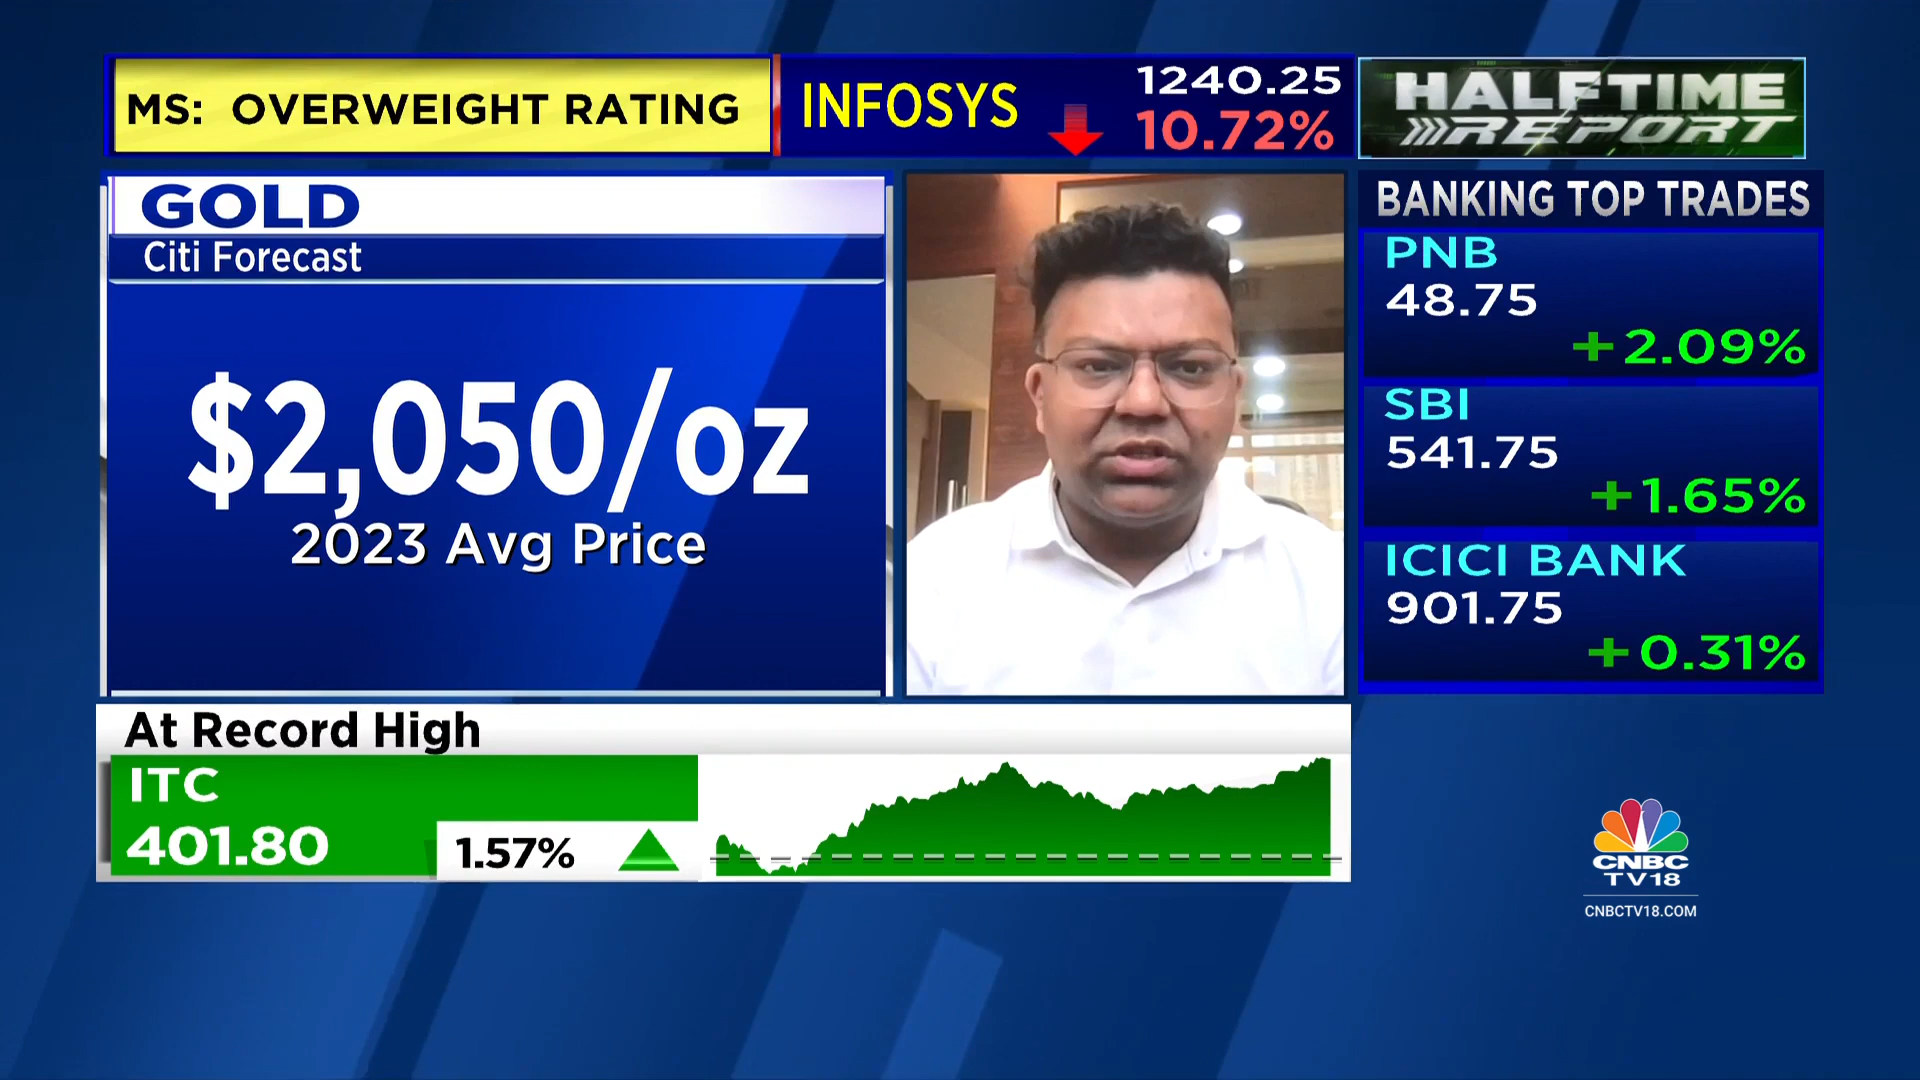 MS: OVERWEIGHT RATING
INFOSYS
1240.25
10.72%
HALFTIME
REPORT
GOLD
Citi Forecast
$2,050/oz
2023 Avg Price
BANKING TOP TRADES
PNB
48.75
+2.09%
SBI
541.75
+1.65%
ICICI BANK
901.75
+0.31%
At Record High
ITC
401.80
1.57%
CNBC
TV18
CNBCTV18.COM